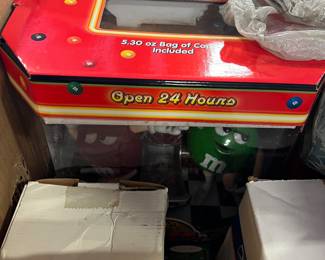 5.30 oz Bag of Candy
Included
Open 24 Hours
m